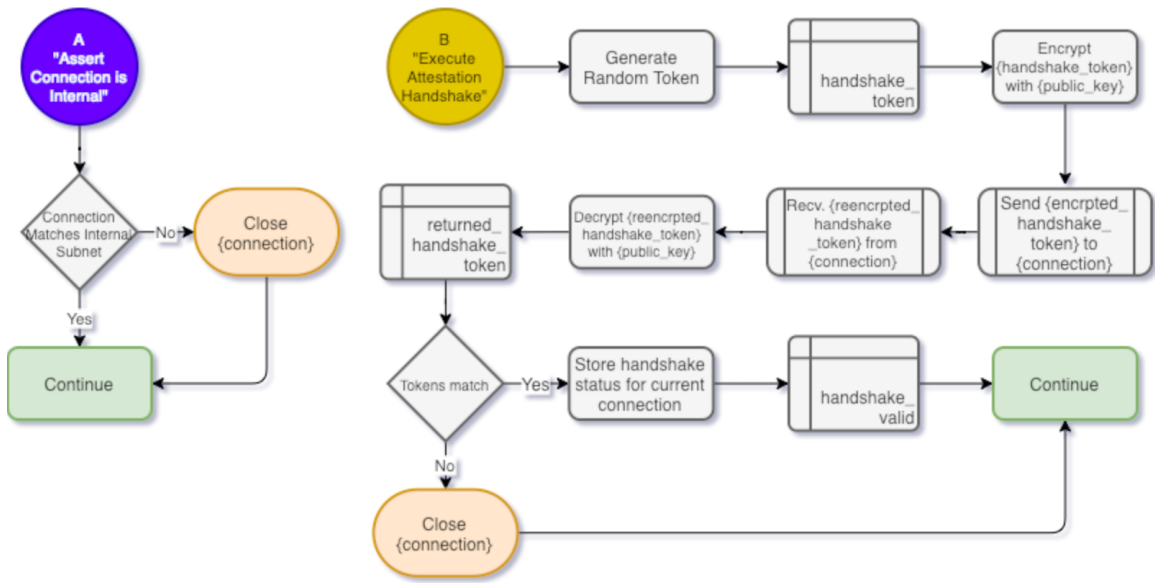 A
"Assert
Connection is
Internal"
Connection
Matches Internal
Subnet
No
Close
{connection}
Yes
Continue
B
"Execute
Attestation
Handshake"
Generate
Random Token
handshake_
token
Encrypt
{handshake_token}
with {public_key}
Send {encrpted_
handshake_
token} to
{connection}
Recv. {reencrpted_
handshake
_token} from
{connection}
Decrypt {reencrpted_
handshake_token}
with {public_key}
returned_
handshake_
token
Tokens match
Yes
Store handshake
status for current
connection
handshake_
valid
Continue
No
Close
{connection}